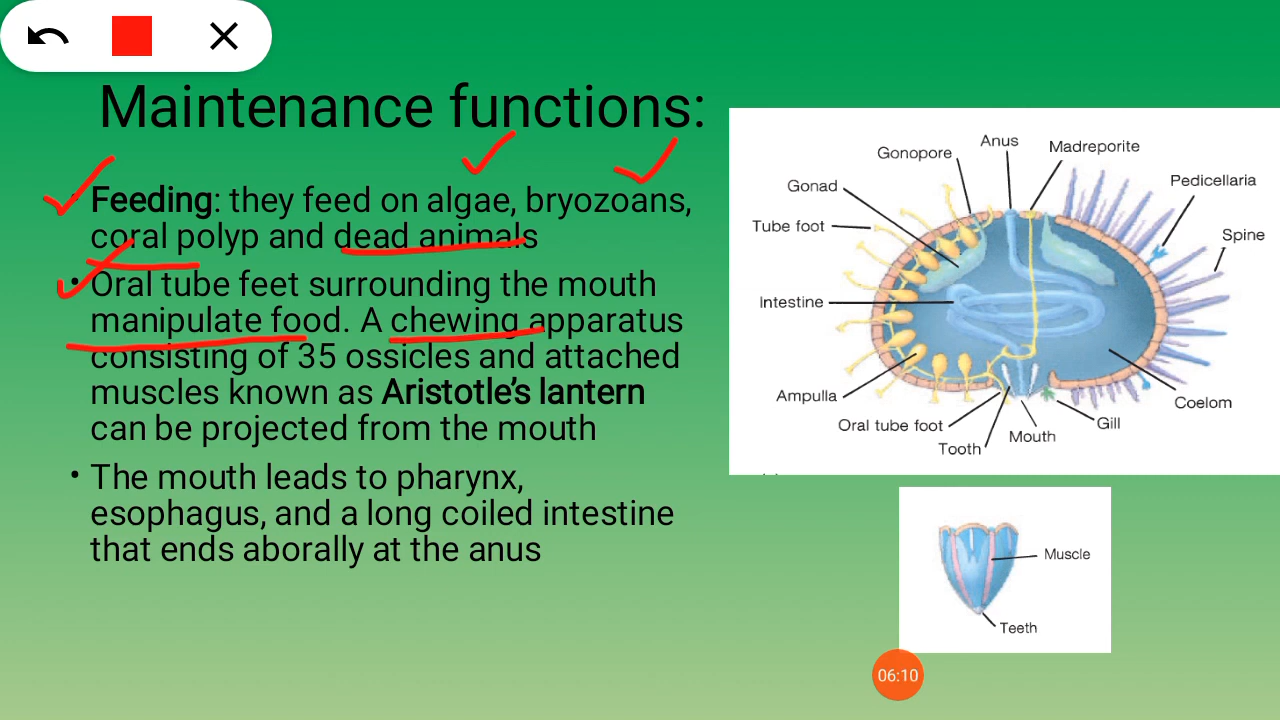 Maintenance functions:
• Feeding: they feed on algae, bryozoans,
coral polyp and dead animals
• Oral tube feet surrounding the mouth
manipulate food. A chewing apparatus
consisting of 35 ossicles and attached
muscles known as Aristotle’s lantern
can be projected from the mouth
• The mouth leads to pharynx,
esophagus, and a long coiled intestine
that ends aborally at the anus
Anus
Madreporite
Gonopore
Pedicellaria
Gonad
Tube foot
Spine
Intestine
Ampulla
Coelom
Oral tube foot
Gill
Mouth
Tooth
Muscle
Teeth
06:10